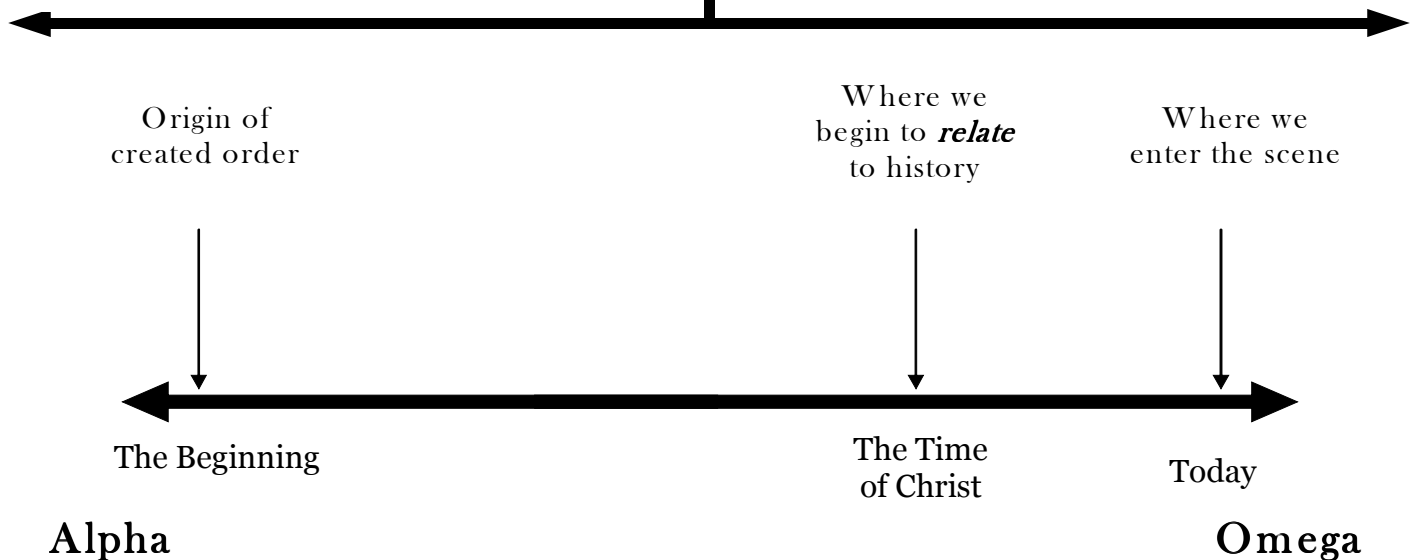 Origin of
created order
Where we
begin to relate
to history
Where we
enter the scene
The Beginning
The Time
of Christ
Today
Alpha
Omega